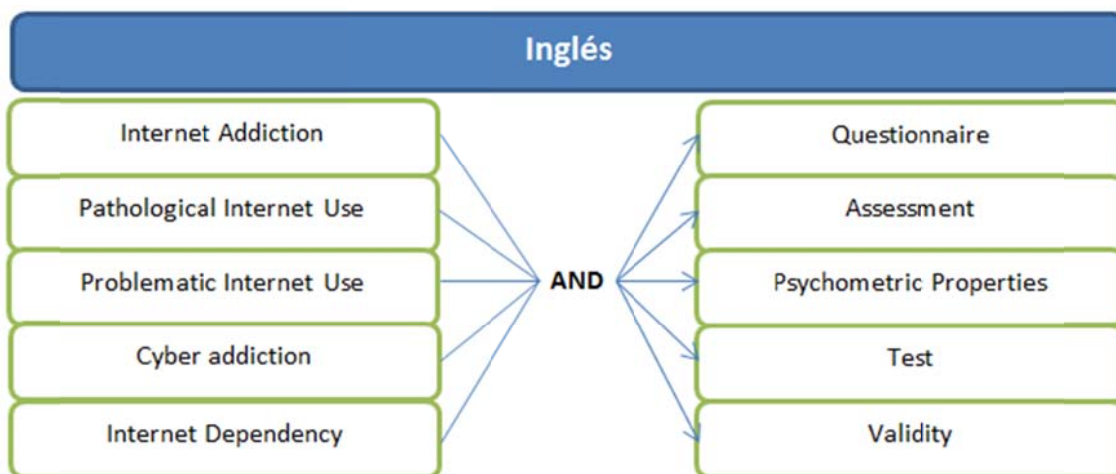 Inglés
Internet Addiction
Pathological Internet Use
Problematic Internet Use
Cyber addiction
Internet Dependency
AND
Questionnaire
Assessment
Psychometric Properties
Test
Validity